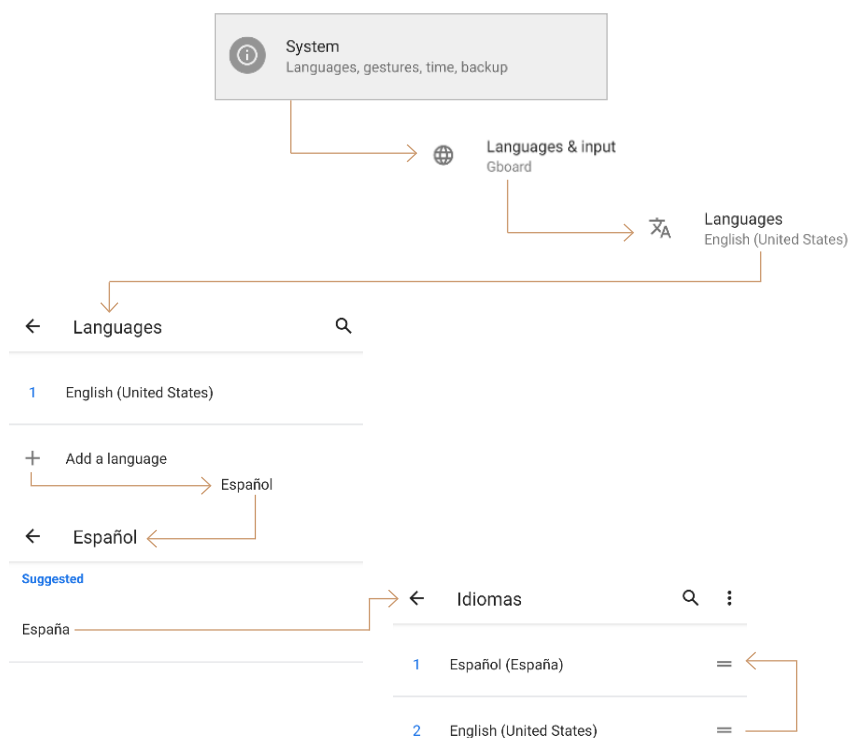 System
Languages, gestures, time, backup
Languages & input
Gboard
Languages
English (United States)
Languages
1 English (United States)
Add a language
Español
Español
Suggested
España
Idiomas
1 Español (España)
2 English (United States)